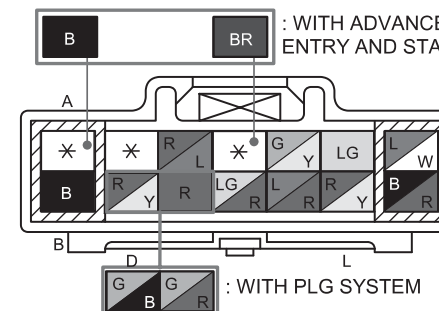 B BR : WITH ADVANCE
ENTRY AND STA
A
* * R L * G Y LG L W
B R Y R LG R L R R Y B R
B
D L
G B G R : WITH PLG SYSTEM